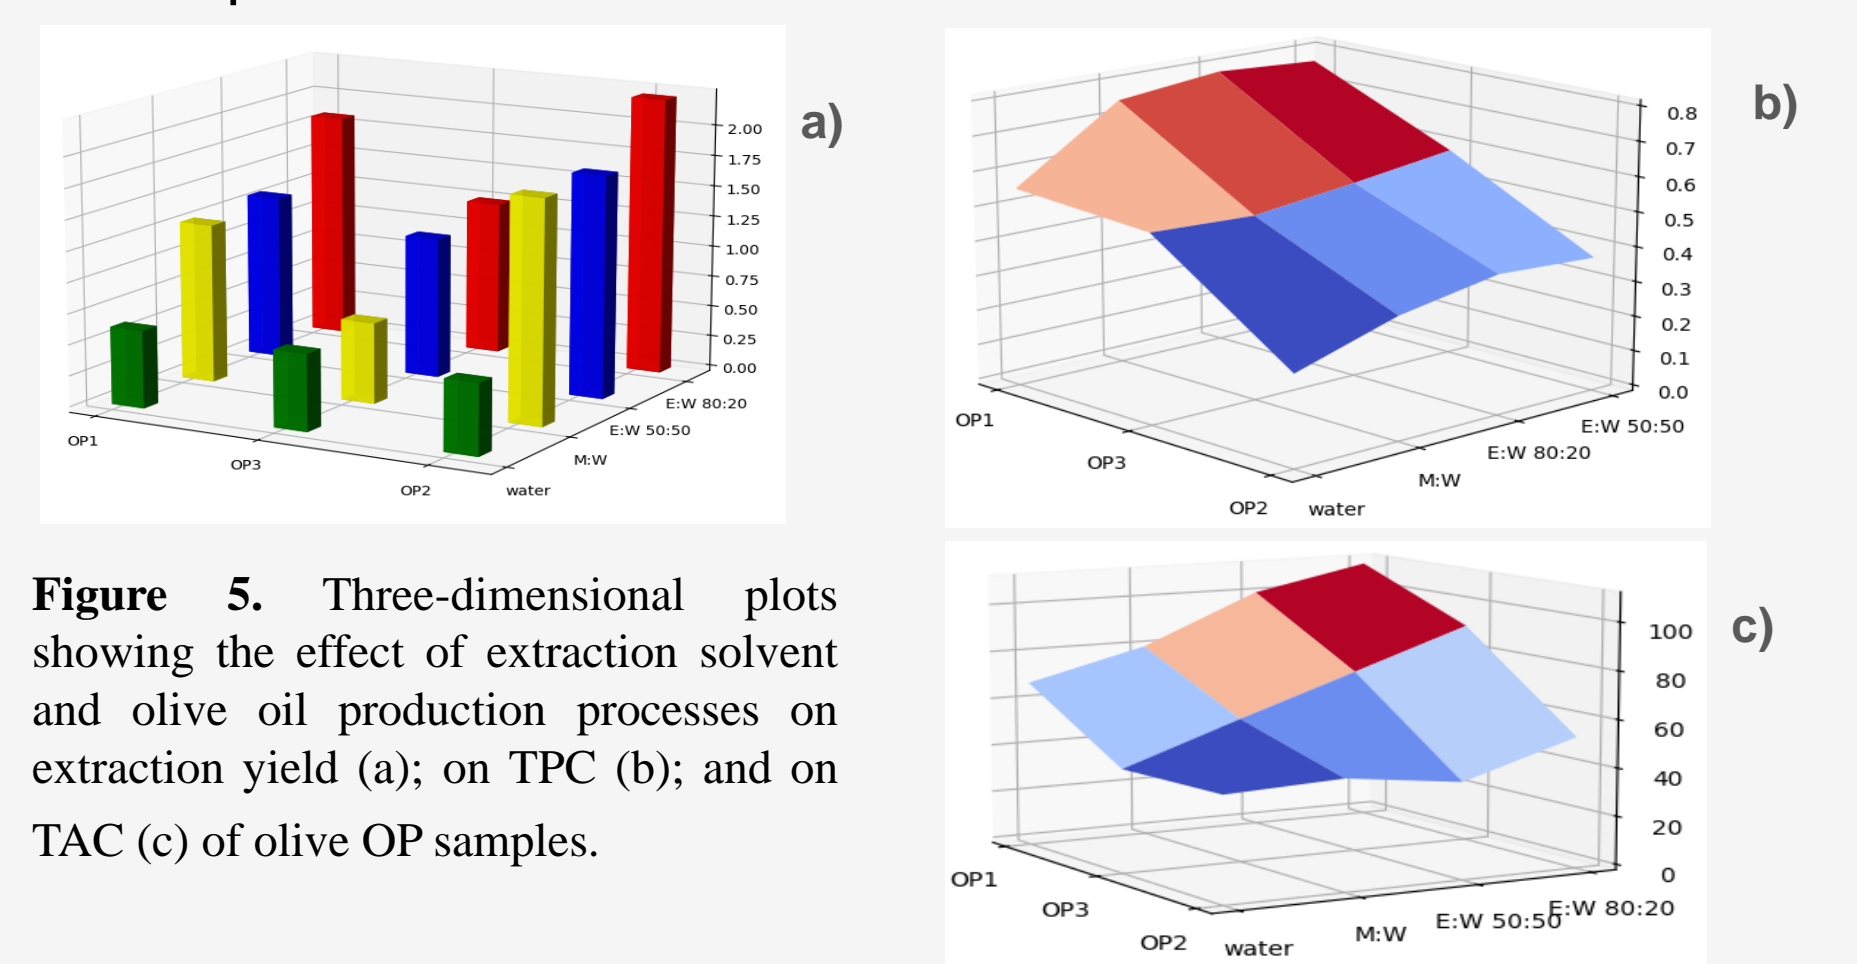 a)
2.00
1.75
1.50
1.25
1.00
0.75
0.50
0.25
0.00
E:W 80:20
E:W 50:50
M:W
water
OP1
OP3
OP2
b)
0.8
0.7
0.6
0.5
0.4
0.3
0.2
0.1
0.0
E:W 50:50
E:W 80:20
M:W
water
OP1
OP3
OP2
Figure 5. Three-dimensional plots
showing the effect of extraction solvent
and olive oil production processes on
extraction yield (a); on TPC (b); and on
TAC (c) of olive OP samples.
c)
100
80
60
40
20
0
E:W 80:20
E:W 50:50
M:W
water
OP1
OP3
OP2